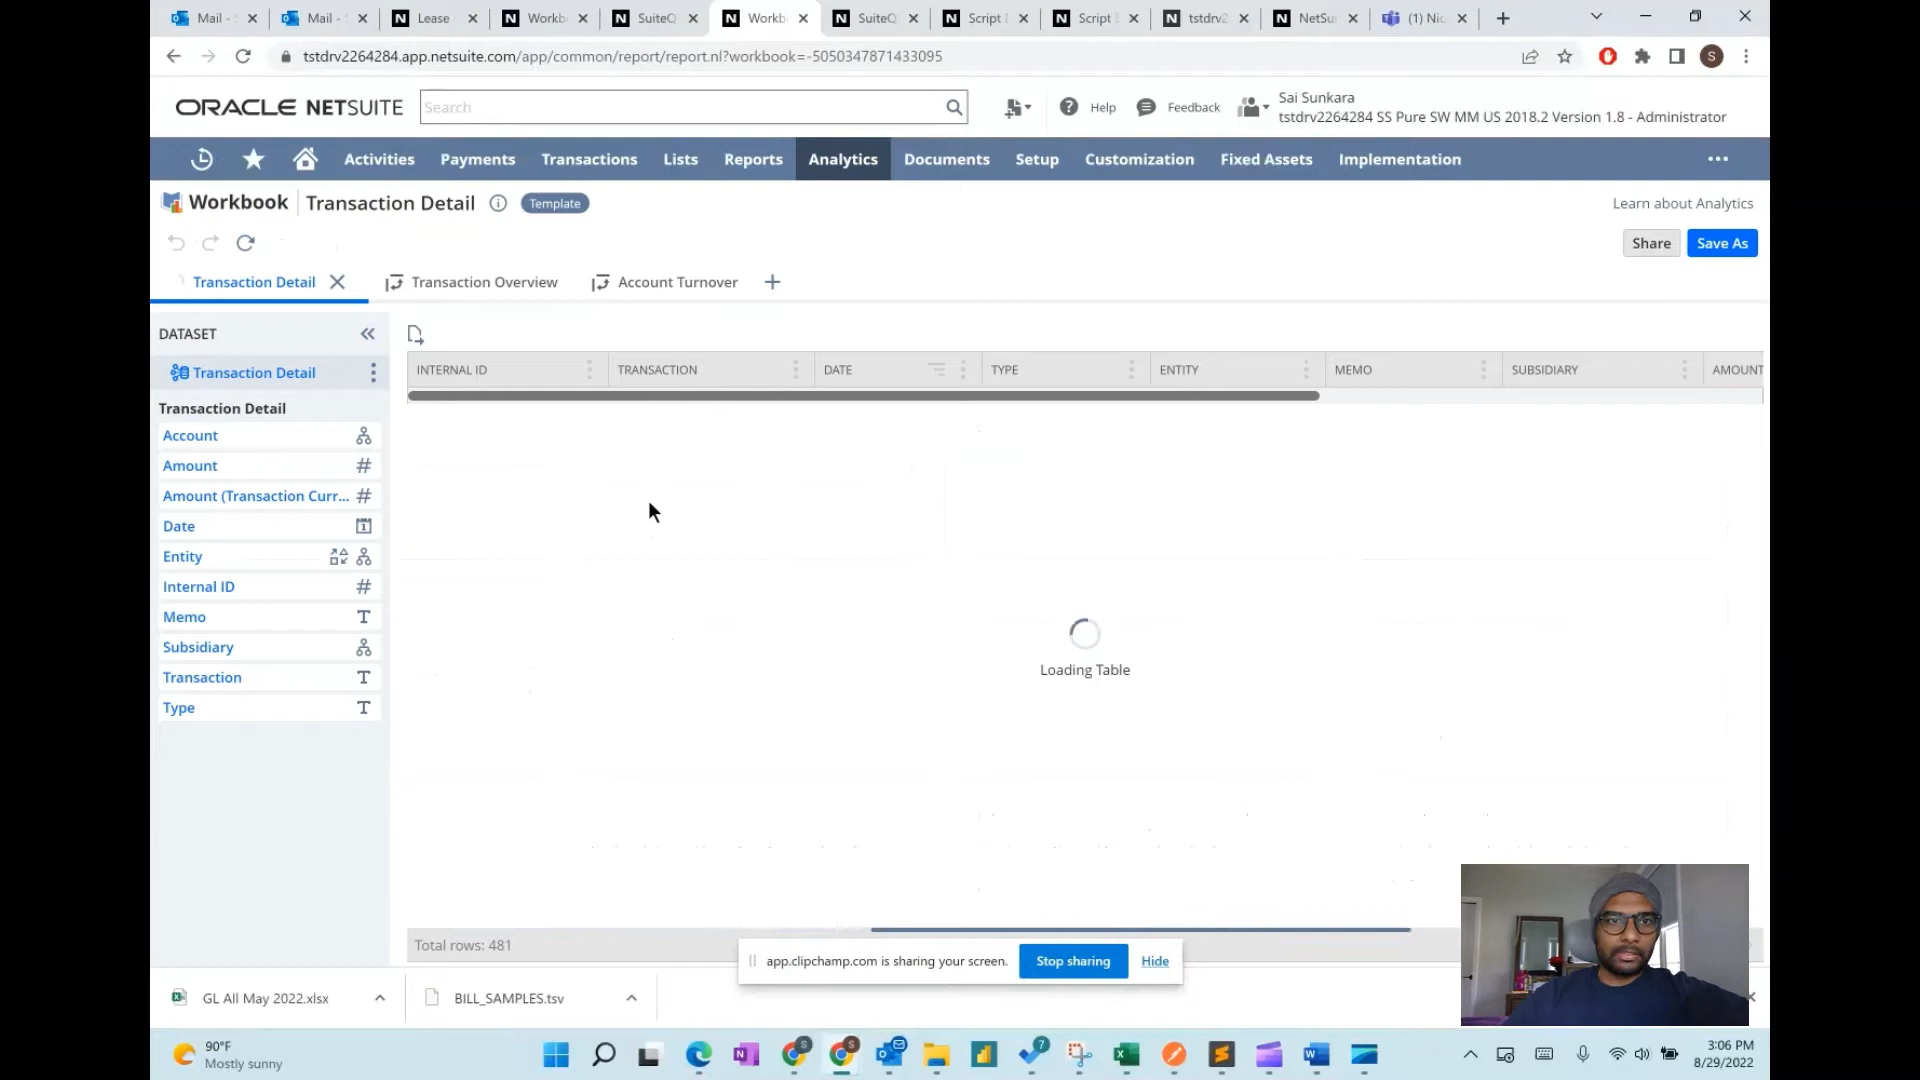 Mail -
Mail -
Lease
Workb
SuiteQ
Workb
SuiteQ
Script
Script
tstdrv2
NetSu
(1) Nic
tstdrv2264284.app.netsuite.com/app/common/report/report.nl?workbook=-5050347871433095
S
ORACLE NETSUITE
Search
Help
Feedback
Sai Sunkara
tstdrv2264284 SS Pure SW MM US 2018.2 Version 1.8 - Administrator
Activities
Payments
Transactions
Lists
Reports
Analytics
Documents
Setup
Customization
Fixed Assets
Implementation
Workbook
Transaction Detail
Template
Learn about Analytics
Share
Save As
Transaction Detail
Transaction Overview
Account Turnover
DATASET
Transaction Detail
Transaction Detail
Account
Amount
Amount (Transaction Curr...
Date
Entity
Internal ID
Memo
Subsidiary
Transaction
Type
INTERNAL ID
TRANSACTION
DATE
TYPE
ENTITY
MEMO
SUBSIDIARY
AMOUNT
Loading Table
Total rows: 481
app.clipchamp.com is sharing your screen.
Stop sharing
Hide
GL All May 2022.xlsx
BILL_SAMPLES.tsv
90°F
Mostly sunny
7
3:06 PM
8/29/2022